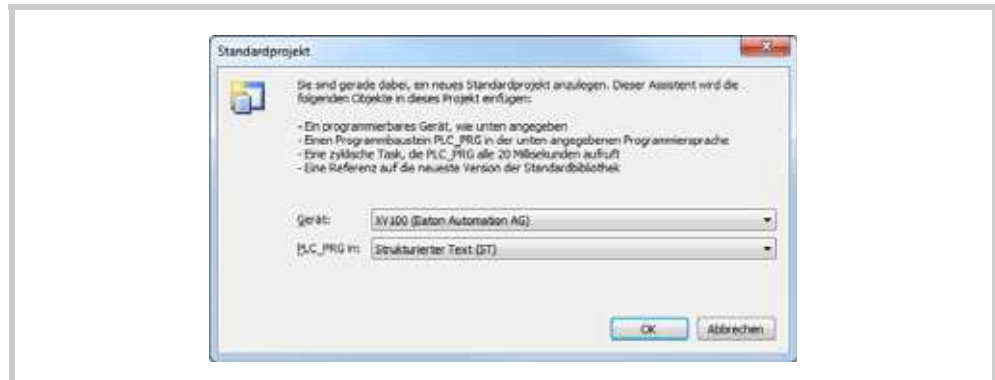 Standardprojekt
Sie sind gerade dabei, ein neues Standardprojekt anzulegen. Dieser Assistent wird die
folgenden Objekte in dieses Projekt einfügen:
- Ein programmierbares Gerät, wie unten angegeben
- Einen Programmbaustein PLC_PRG in der unten angegebenen Programmiersprache
- Eine zyklische Task, die PLC_PRG alle 20 Millisekunden aufruft
- Eine Referenz auf die neueste Version der Standardbibliothek
Gerät: XV100 (Eaton Automation AG)
PLC_PRG in: Strukturierter Text (ST)
OK Abbrechen